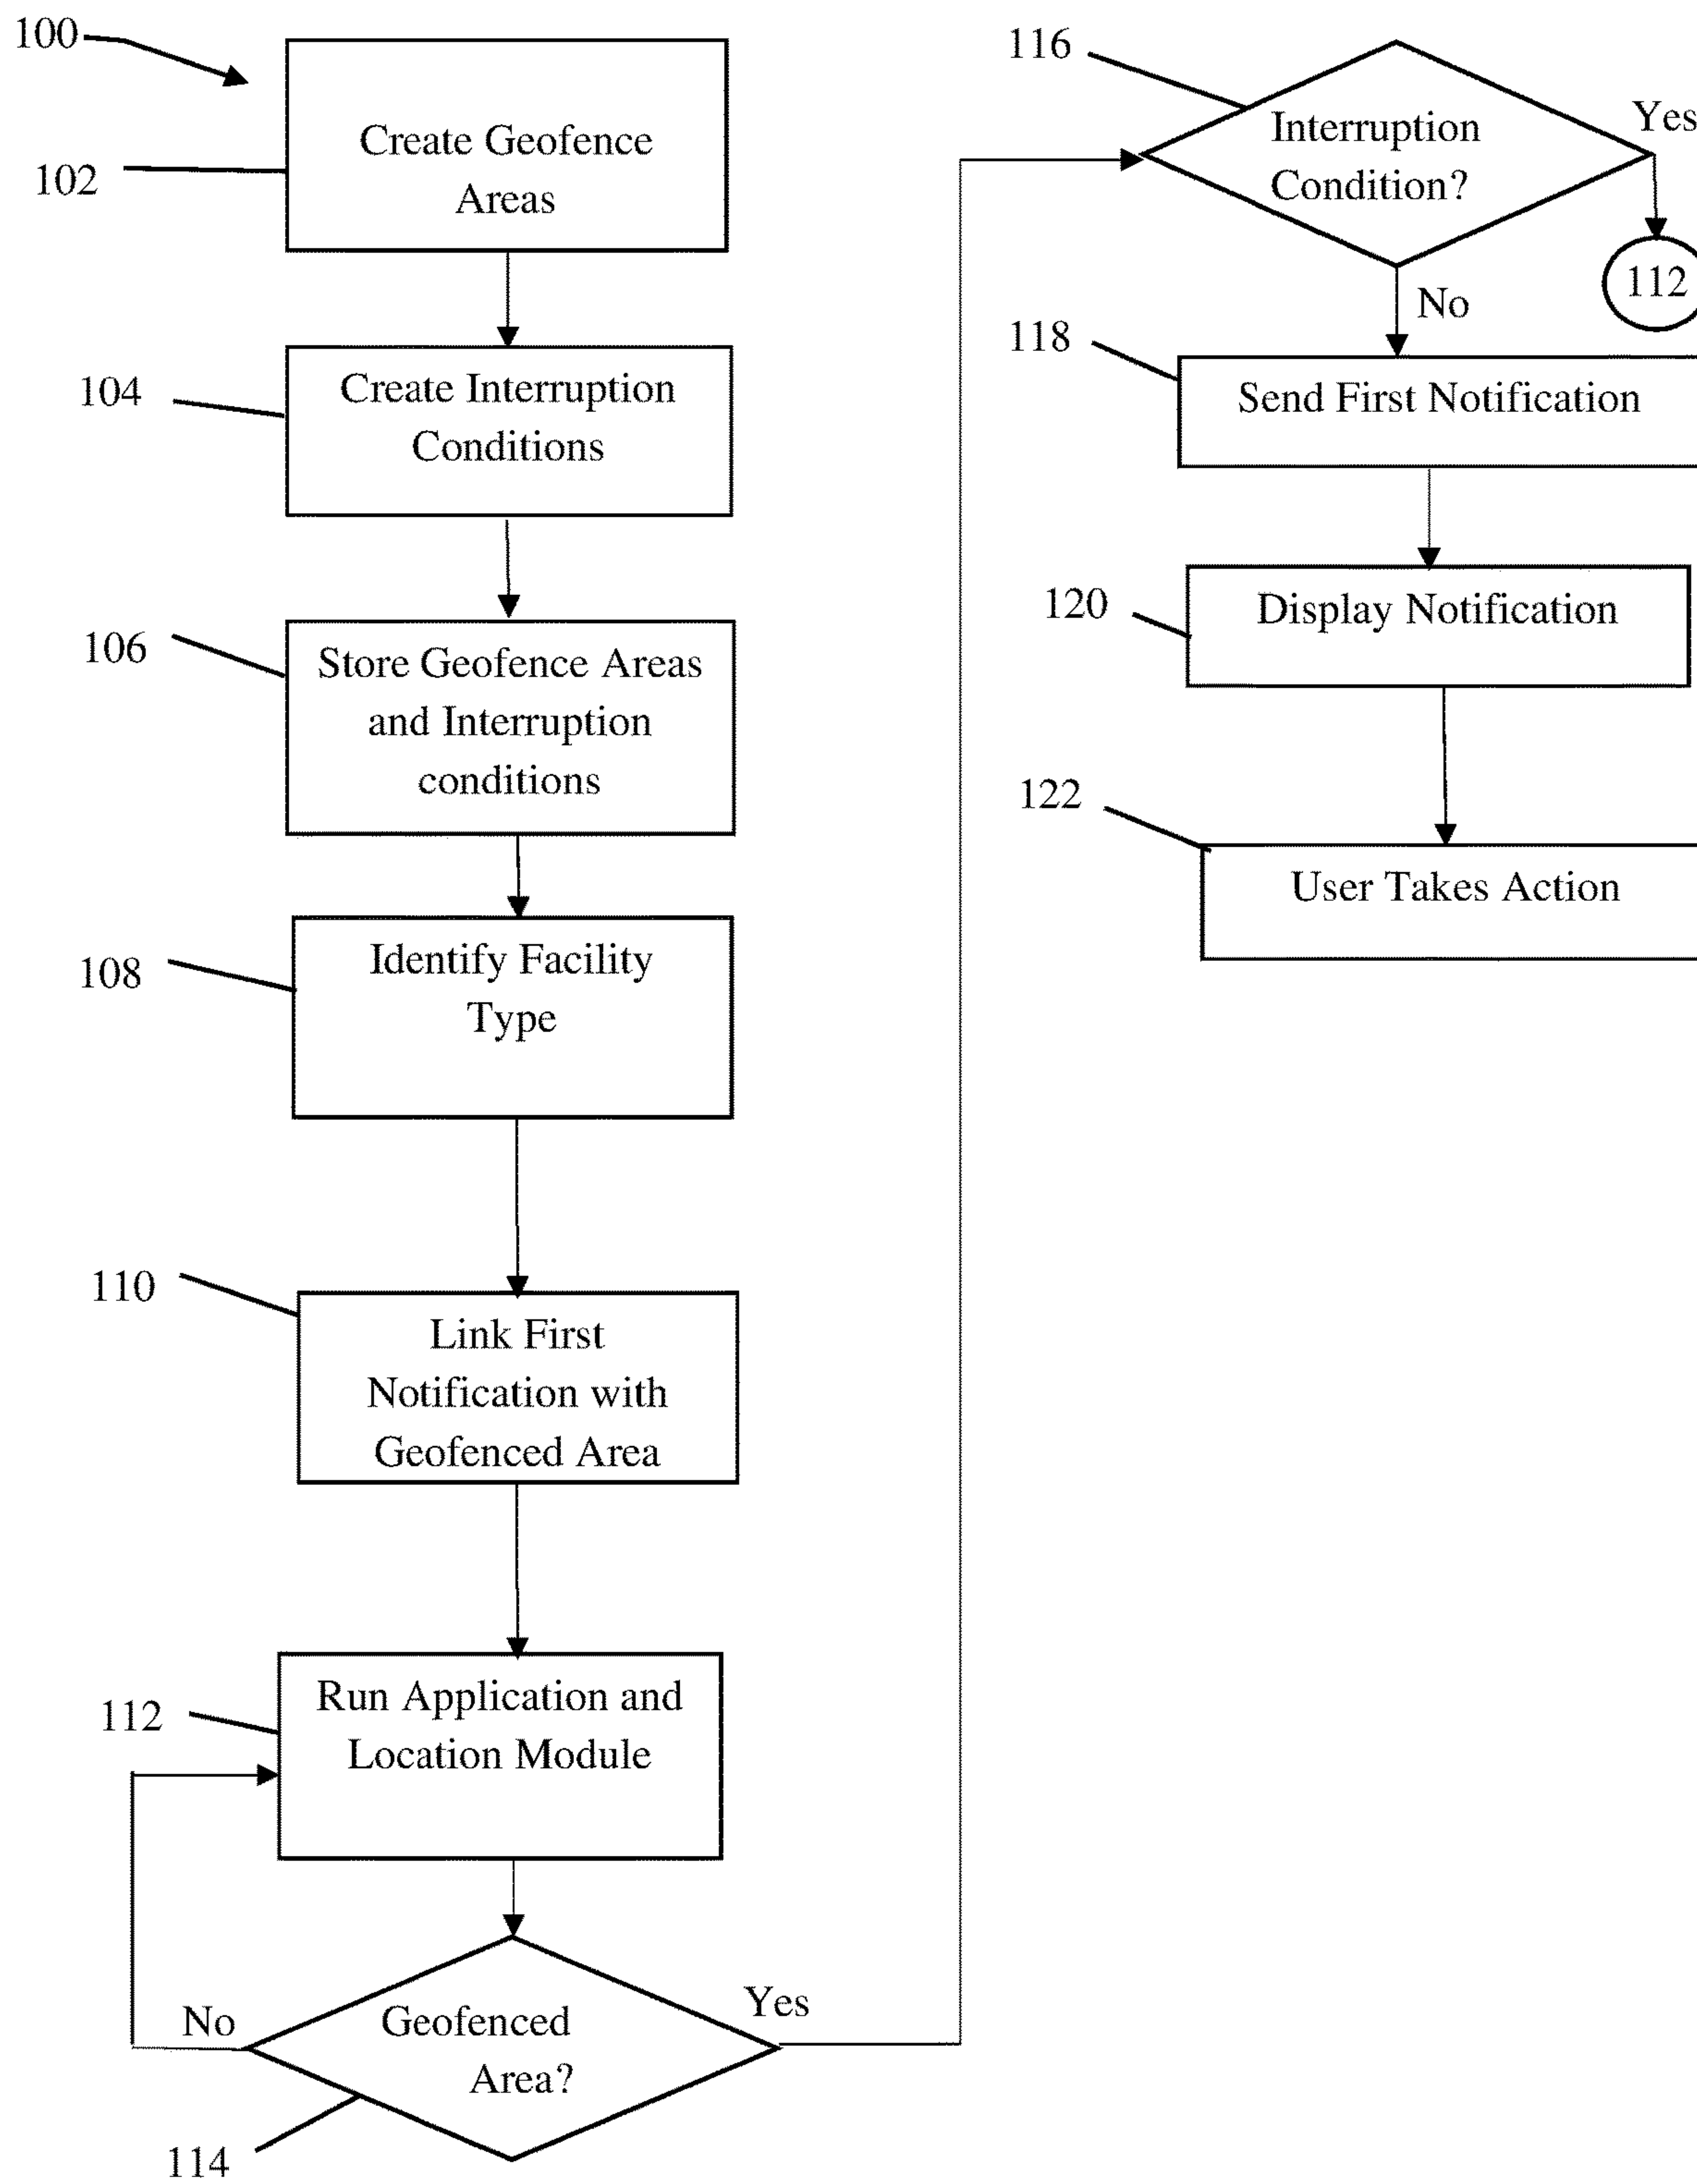 100
102
Create Geofence
Areas
104
Create Interruption
Conditions
106
Store Geofence Areas
and Interruption
conditions
108
Identify Facility
Type
110
Link First
Notification with
Geofenced Area
112
Run Application and
Location Module
No
Geofenced
Area?
Yes
114
116
Interruption
Condition?
Yes
112
No
118
Send First Notification
120
Display Notification
122
User Takes Action